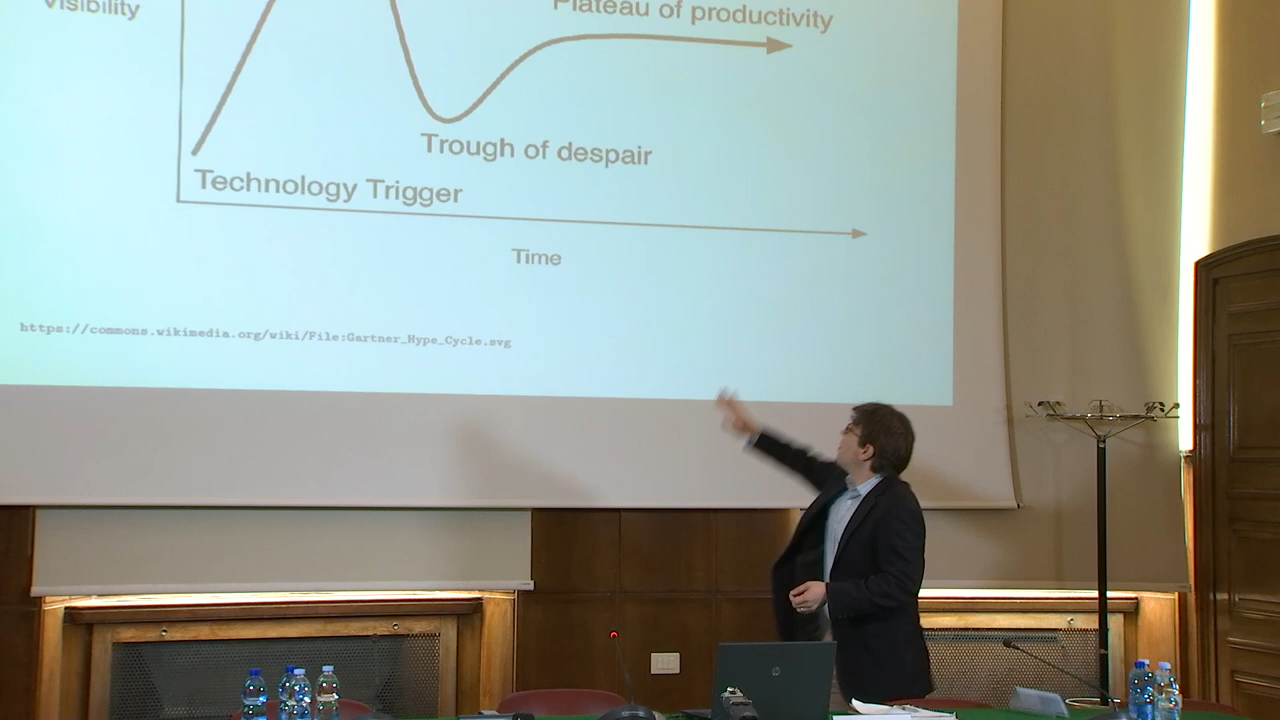 Visibility
Plateau of productivity
Trough of despair
Technology Trigger
Time
https://commons.wikimedia.org/wiki/File:Gartner_Hype_Cycle.svg